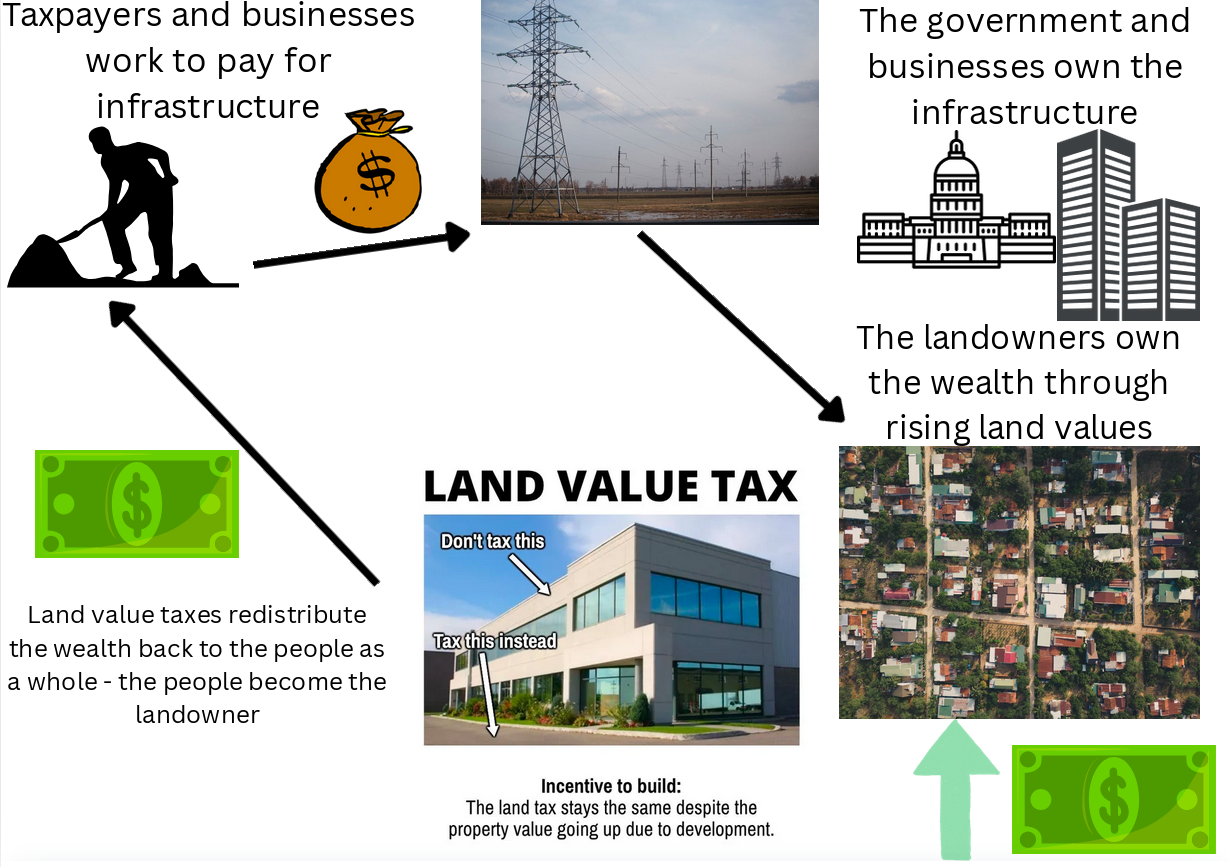 Taxpayers and businesses
work to pay for
infrastructure
$
The government and
businesses own the
infrastructure
The landowners own
the wealth through
rising land values
$
Land value taxes redistribute
the wealth back to the people as
a whole - the people become the
landowner
LAND VALUE TAX
Don't tax this
Tax this instead
Incentive to build:
The land tax stays the same despite the
property value going up due to development.
$